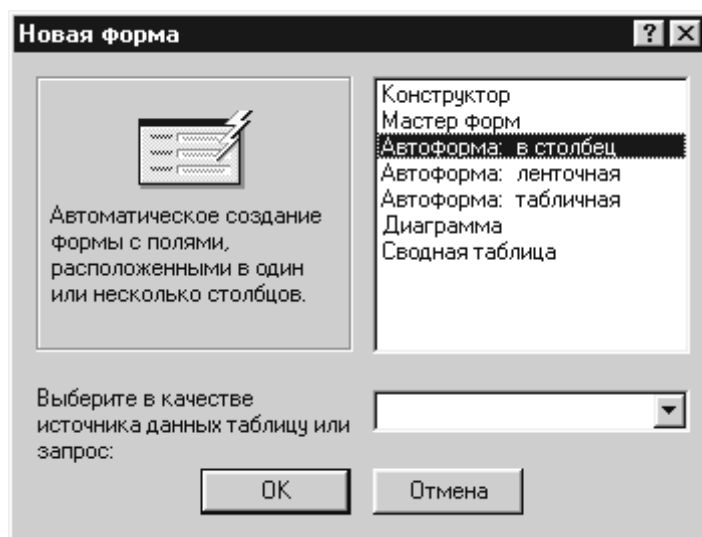 Новая форма
Автоматическое создание
формы с полями,
расположенными в один
или несколько столбцов.
Конструктор
Мастер форм
Автоформа: в столбец
Автоформа: ленточная
Автоформа: табличная
Диаграмма
Сводная таблица
Выберите в качестве
источника данных таблицу или
запрос:
OK
Отмена